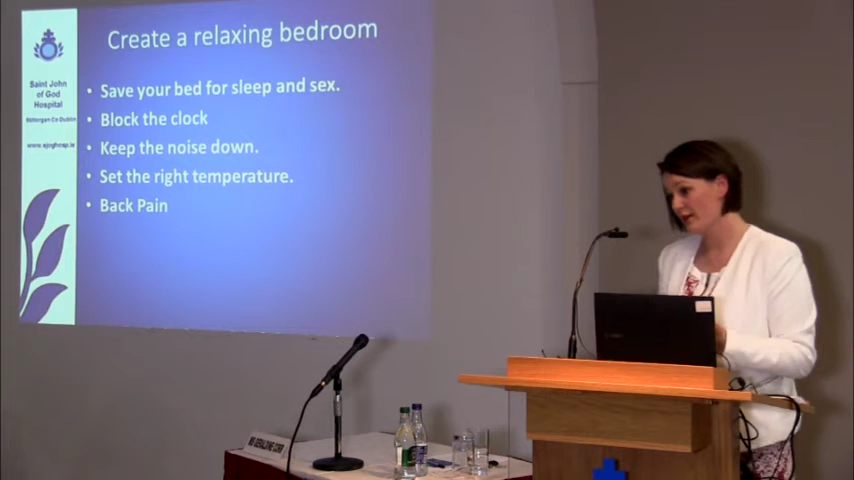 Create a relaxing bedroom
Saint John
of God
Hospital
Stillorgan Co Dublin
www.sjoghosp.ie
• Save your bed for sleep and sex.
• Block the clock
• Keep the noise down.
• Set the right temperature.
• Back Pain